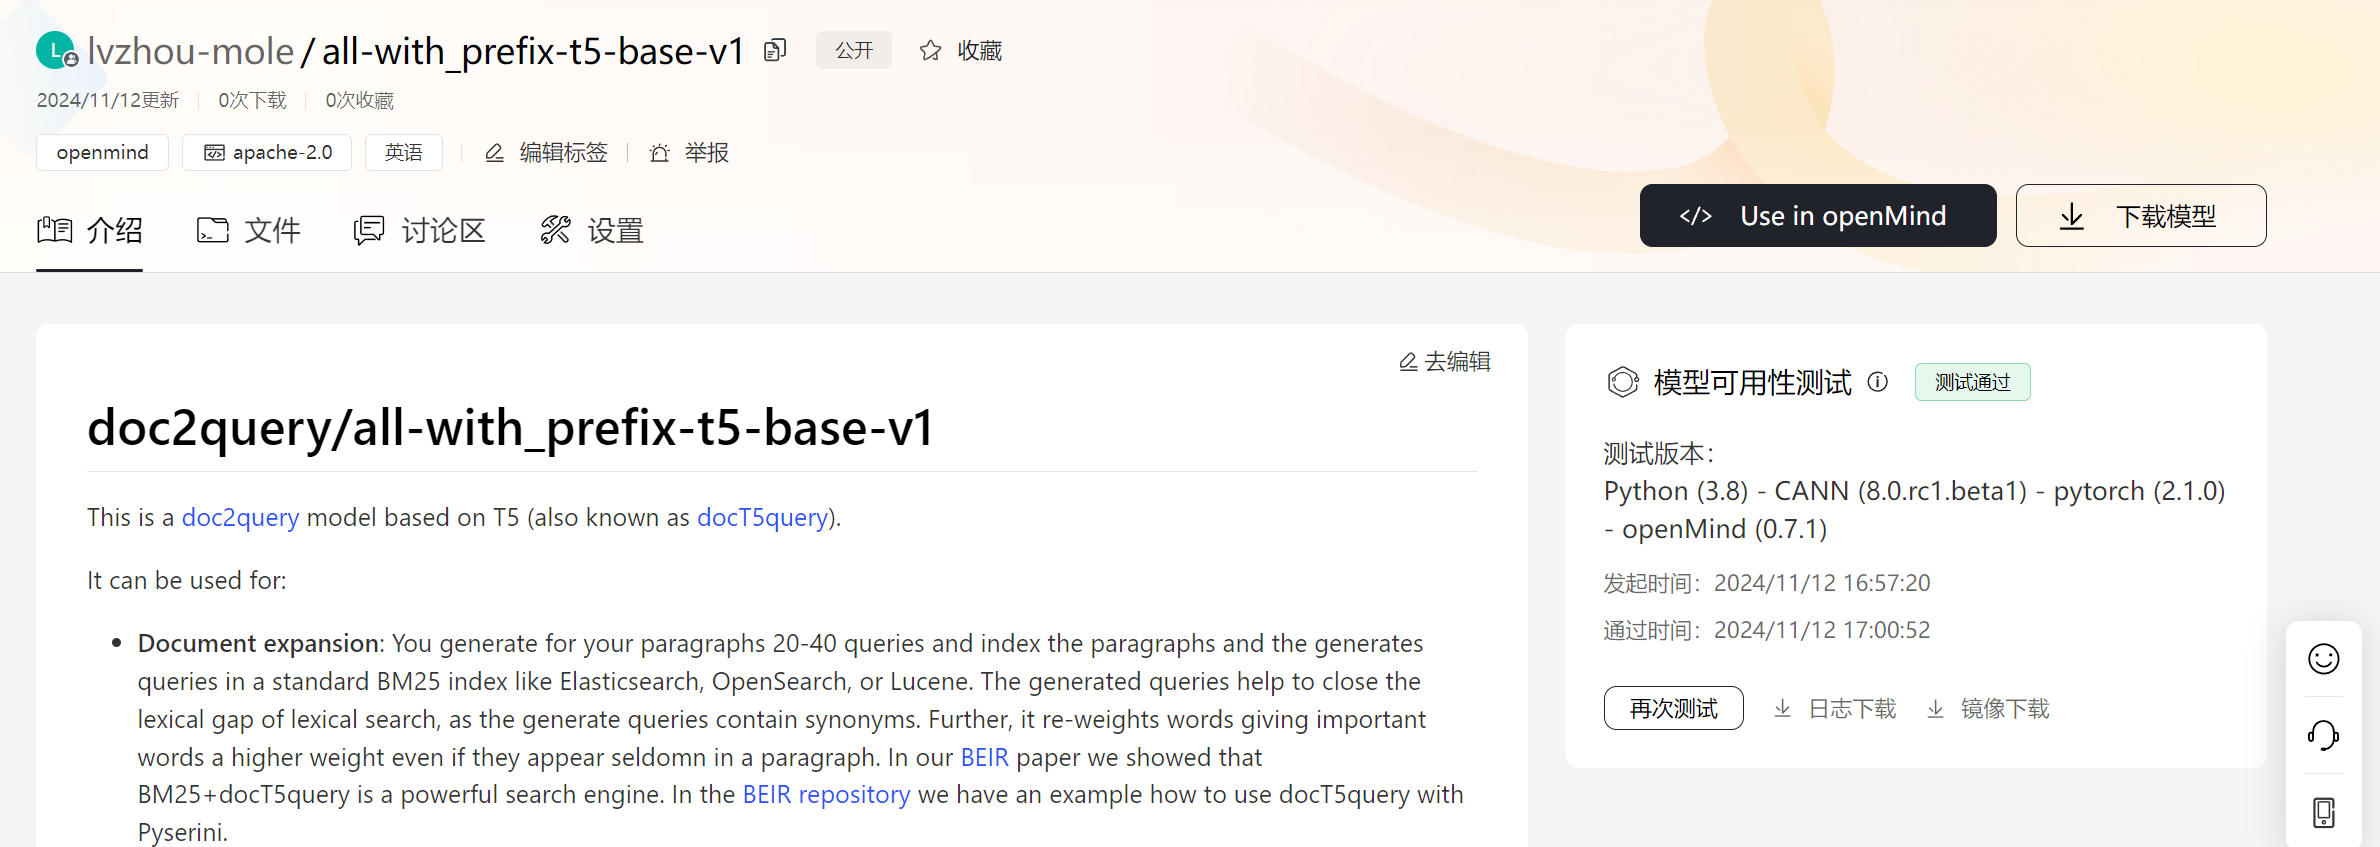 L lvzhou-mole / all-with_prefix-t5-base-v1 公开 收藏
2024/11/12更新 0次下载 0次收藏
openmind apache-2.0 英语 编辑标签 举报
介绍 文件 讨论区 设置
Use in openMind 下载模型
去编辑
doc2query/all-with_prefix-t5-base-v1
This is a doc2query model based on T5 (also known as docT5query).
It can be used for:
• Document expansion: You generate for your paragraphs 20-40 queries and index the paragraphs and the generates
queries in a standard BM25 index like Elasticsearch, OpenSearch, or Lucene. The generated queries help to close the
lexical gap of lexical search, as the generate queries contain synonyms. Further, it re-weights words giving important
words a higher weight even if they appear seldomn in a paragraph. In our BEIR paper we showed that
BM25+docT5query is a powerful search engine. In the BEIR repository we have an example how to use docT5query with
Pyserini.
模型可用性测试 测试通过
测试版本：
Python (3.8) - CANN (8.0.rc1.beta1) - pytorch (2.1.0)
- openMind (0.7.1)
发起时间：2024/11/12 16:57:20
通过时间：2024/11/12 17:00:52
再次测试 日志下载 镜像下载